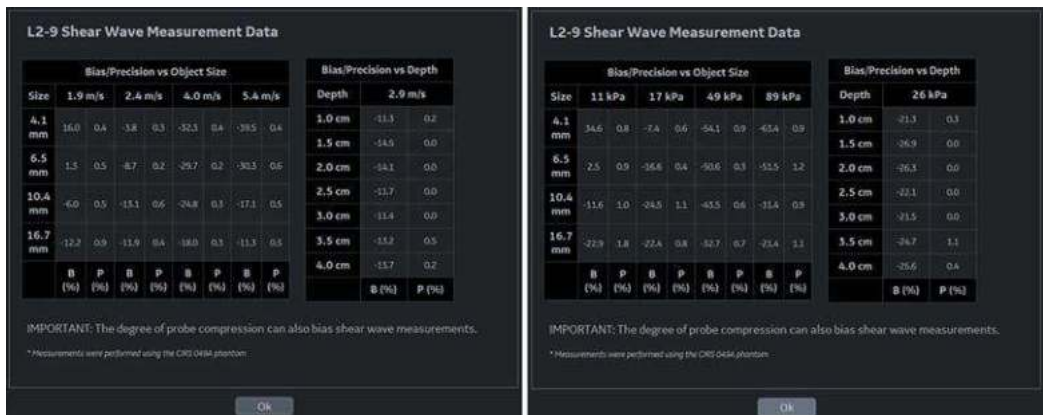 L2-9 Shear Wave Measurement Data
Bias/Precision vs Object Size
Size 1.9 m/s 2.4 m/s 4.0 m/s 5.4 m/s
4.1 mm 16.0 0.4 -3.8 0.3 -32.3 0.4 -39.5 0.4
6.5 mm 1.3 0.5 -8.7 0.2 -29.7 0.2 -30.3 0.6
10.4 mm -6.0 0.5 -13.1 0.6 -24.8 0.3 -17.1 0.5
16.7 mm -12.2 0.9 -11.9 0.4 -18.0 0.3 -11.3 0.5
B (%) P (%) B (%) P (%) B (%) P (%) B (%) P (%)
Bias/Precision vs Depth
Depth 2.9 m/s
1.0 cm -11.3 0.2
1.5 cm -14.5 0.0
2.0 cm -14.1 0.0
2.5 cm -11.7 0.0
3.0 cm -11.4 0.0
3.5 cm -13.2 0.5
4.0 cm -13.7 0.2
B (%) P (%)
IMPORTANT: The degree of probe compression can also bias shear wave measurements.
* Measurements were performed using the CIRS 049A phantom
Ok
L2-9 Shear Wave Measurement Data
Bias/Precision vs Object Size
Size 11 kPa 17 kPa 49 kPa 89 kPa
4.1 mm 34.6 0.8 -7.4 0.6 -54.1 0.9 -63.4 0.9
6.5 mm 2.5 0.9 -16.6 0.4 -50.6 0.3 -51.5 1.2
10.4 mm -11.6 1.0 -24.5 1.1 -43.5 0.6 -31.4 0.9
16.7 mm -22.9 1.8 -22.4 0.8 -32.7 0.7 -21.4 1.1
B (%) P (%) B (%) P (%) B (%) P (%) B (%) P (%)
Bias/Precision vs Depth
Depth 26 kPa
1.0 cm -21.3 0.3
1.5 cm -26.9 0.0
2.0 cm -26.3 0.0
2.5 cm -22.1 0.0
3.0 cm -21.5 0.0
3.5 cm -24.7 1.1
4.0 cm -25.6 0.4
B (%) P (%)
IMPORTANT: The degree of probe compression can also bias shear wave measurements.
* Measurements were performed using the CIRS 049A phantom
Ok